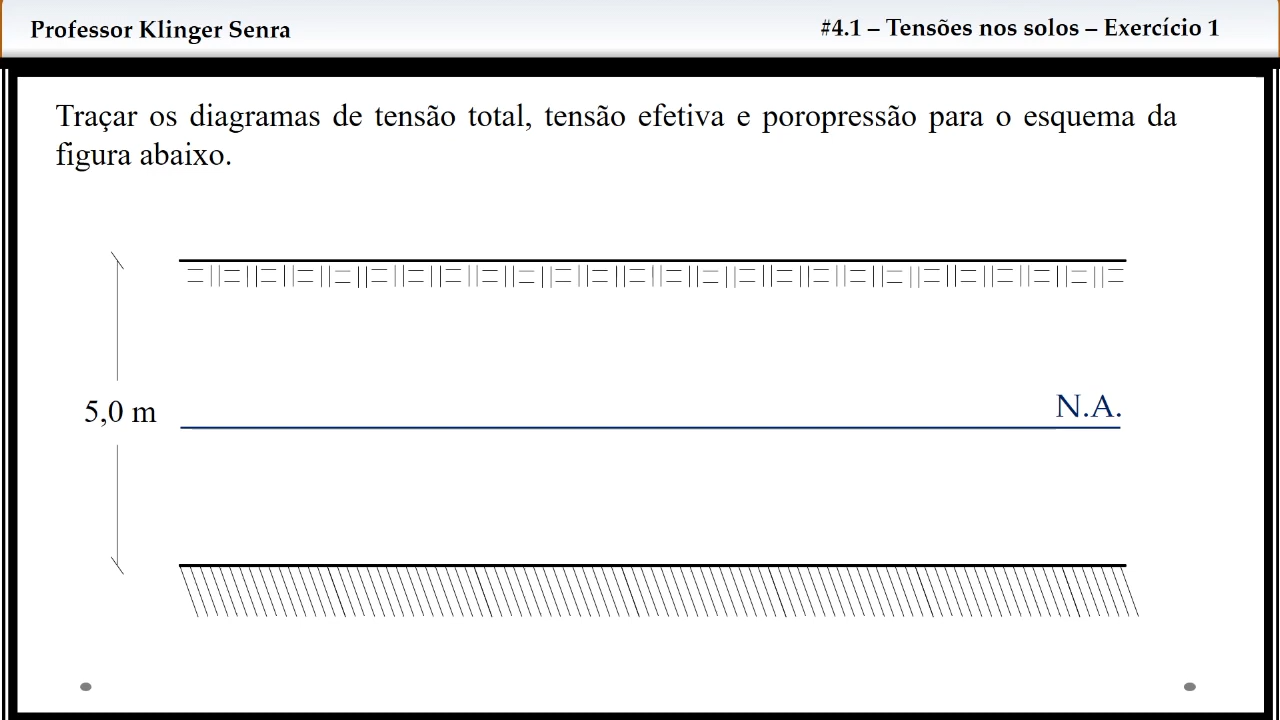 Professor Klinger Senra
#4.1 – Tensões nos solos – Exercício 1
Traçar os diagramas de tensão total, tensão efetiva e poropressão para o esquema da
figura abaixo.
N.A.
5,0 m